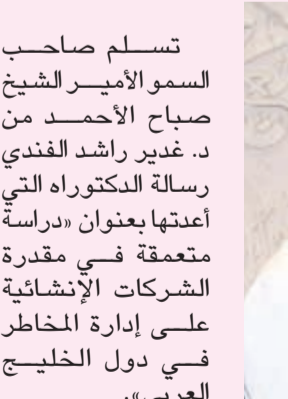 تسلم صاحب
السمو الأمير الشيخ
صباح الأحمد من
د. غدير راشد الفندي
رسالة الدكتوراه التي
أعدتها بعنوان «دراسة
متعمقة في مقدرة
الشركات الإنشائية
على إدارة المخاطر
في دول الخليج
العربي».